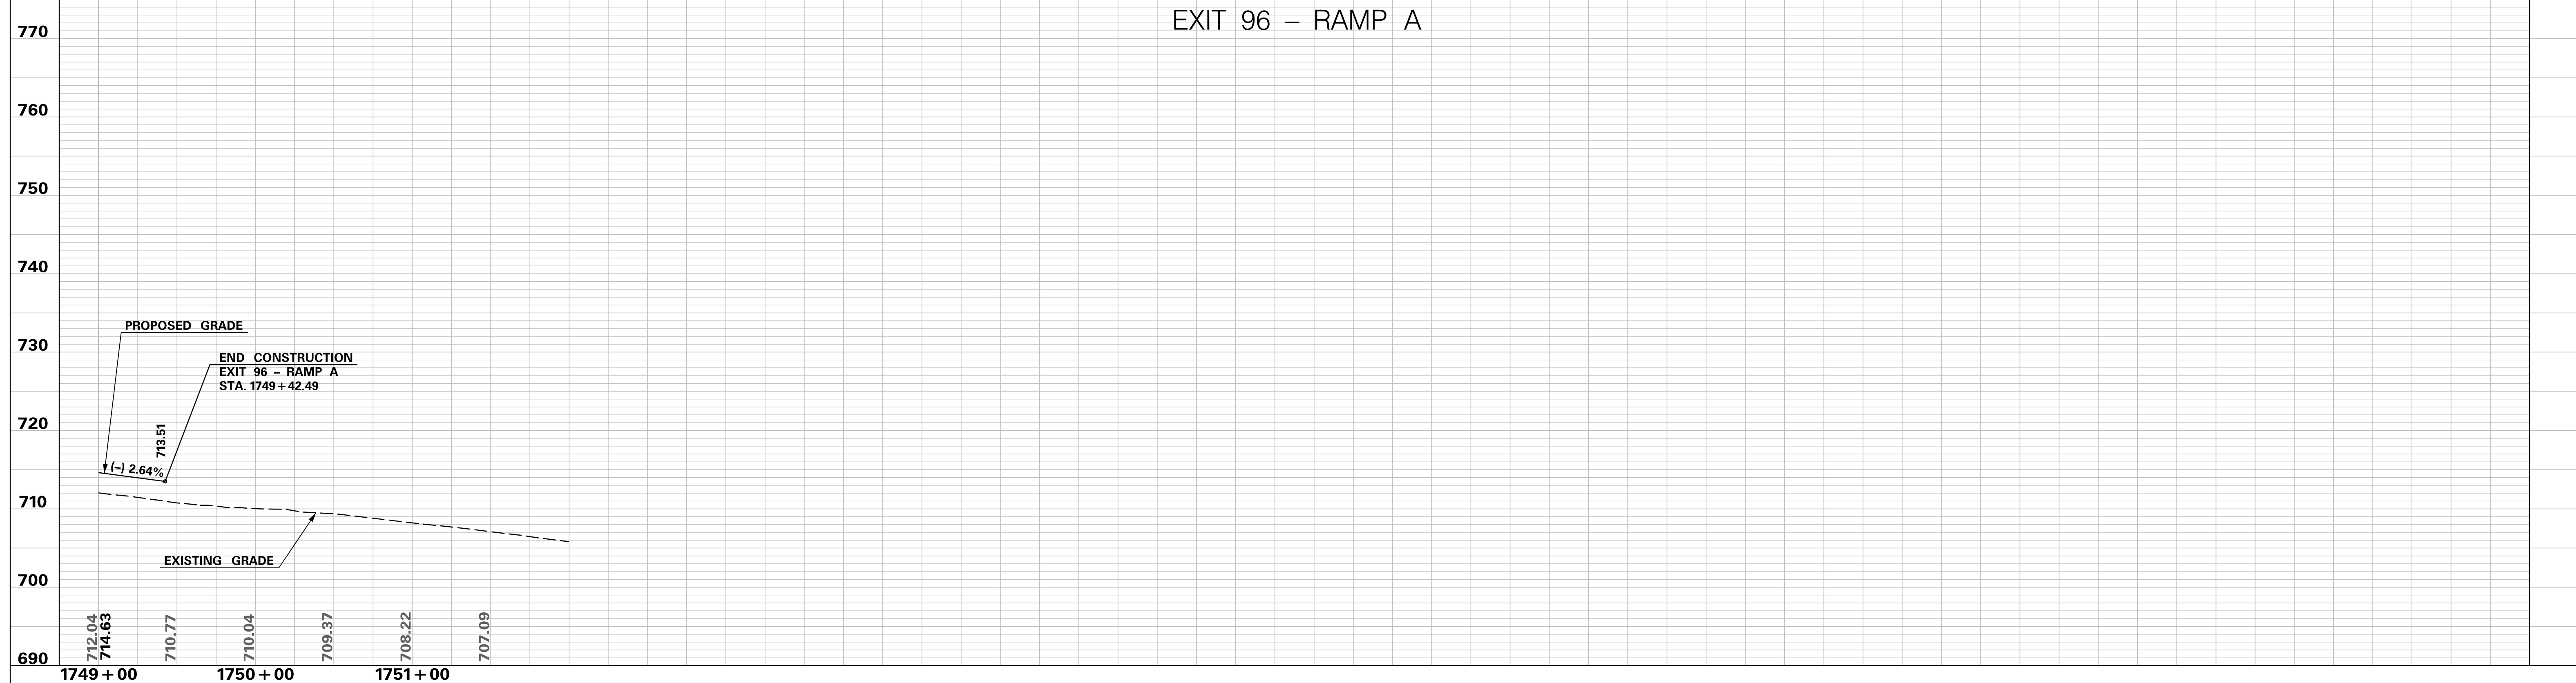 EXIT 96 – RAMP A
770
760
750
740
730
720
710
700
690
PROPOSED GRADE
END CONSTRUCTION
EXIT 96 – RAMP A
STA. 1749+42.49
713.51
(–) 2.64%
EXISTING GRADE
712.04
714.63
710.77
710.04
709.37
708.22
707.09
1749+00 1750+00 1751+00